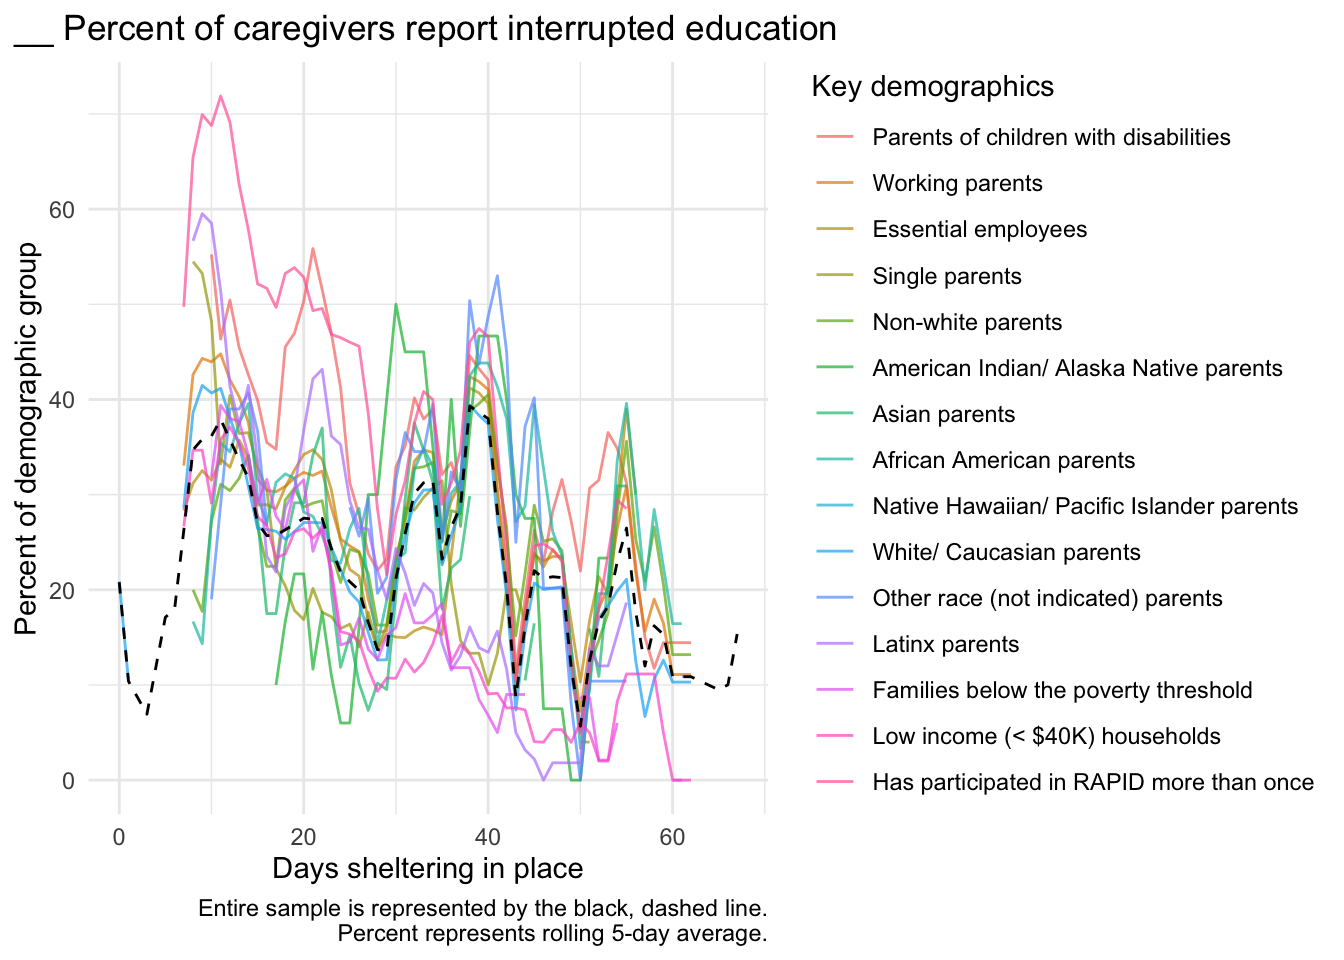 __ Percent of caregivers report interrupted education
Percent of demographic group
60
40
20
0
0 20 40 60
Days sheltering in place
Entire sample is represented by the black, dashed line.
Percent represents rolling 5-day average.
Key demographics
Parents of children with disabilities
Working parents
Essential employees
Single parents
Non-white parents
American Indian/ Alaska Native parents
Asian parents
African American parents
Native Hawaiian/ Pacific Islander parents
White/ Caucasian parents
Other race (not indicated) parents
Latinx parents
Families below the poverty threshold
Low income (< $40K) households
Has participated in RAPID more than once